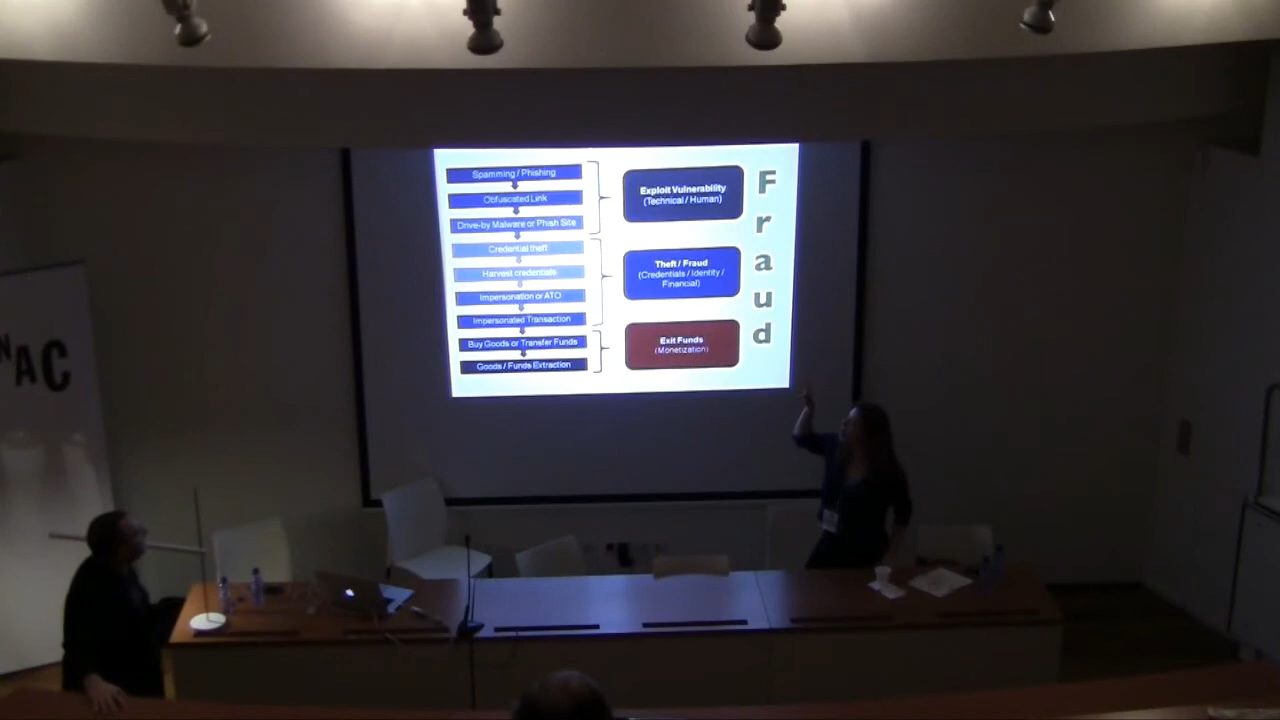 Spamming / Phishing
Obfuscated Link
Drive-by Malware or Phish Site
Credential theft
Harvest credentials
Impersonation or ATO
Impersonated Transaction
Buy Goods or Transfer Funds
Goods / Funds Extraction
Exploit Vulnerability
(Technical / Human)
Theft / Fraud
(Credentials / Identity /
Financial)
Exit Funds
(Monetization)
Fraud
NAC